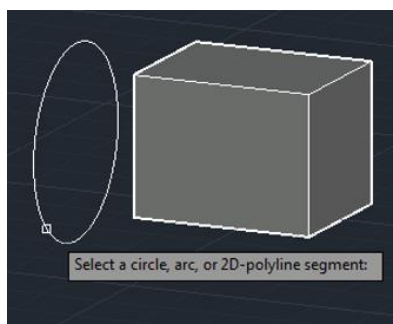 Select a circle, arc, or 2D-polyline segment: